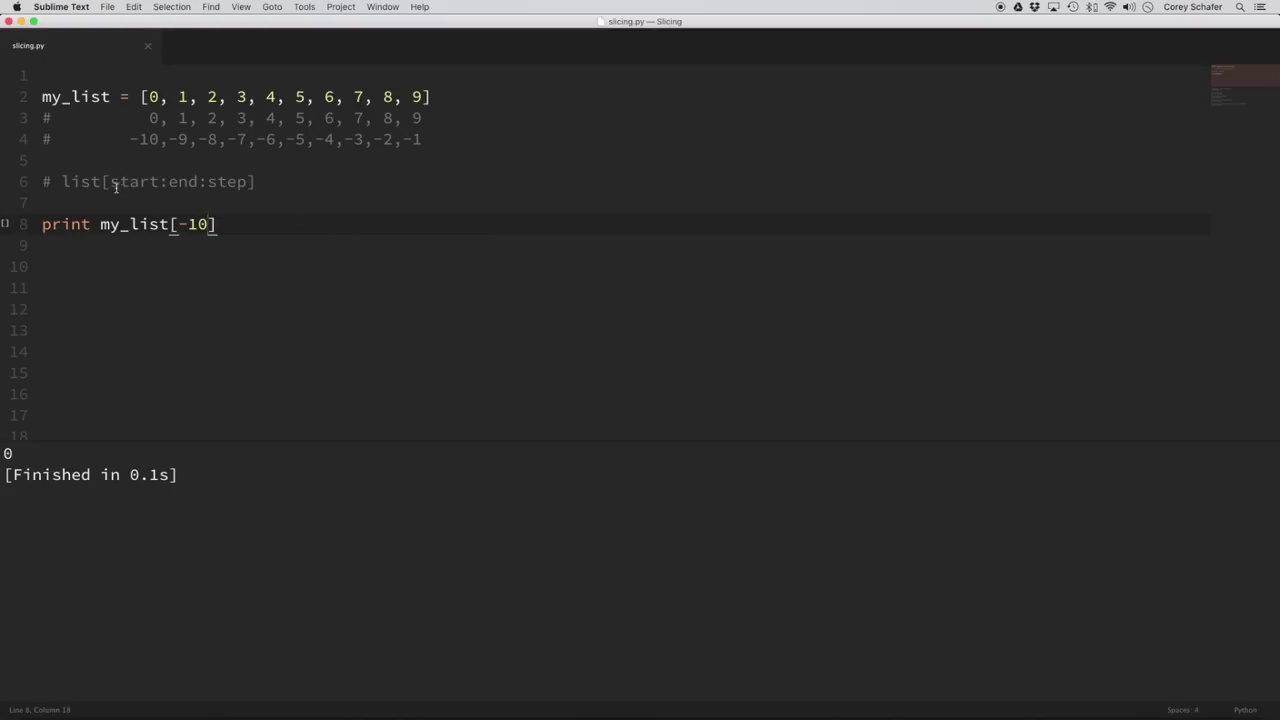 Sublime Text File Edit Selection Find View Goto Tools Project Window Help Corey Schafer
slicing.py — Slicing
slicing.py
1
2 my_list = [0, 1, 2, 3, 4, 5, 6, 7, 8, 9]
3 # 0, 1, 2, 3, 4, 5, 6, 7, 8, 9
4 # -10,-9,-8,-7,-6,-5,-4,-3,-2,-1
5
6 # list[start:end:step]
7
8 print my_list[-10]
9
10
11
12
13
14
15
16
17
18
0
[Finished in 0.1s]
Line 8, Column 18 Spaces: 4 Python